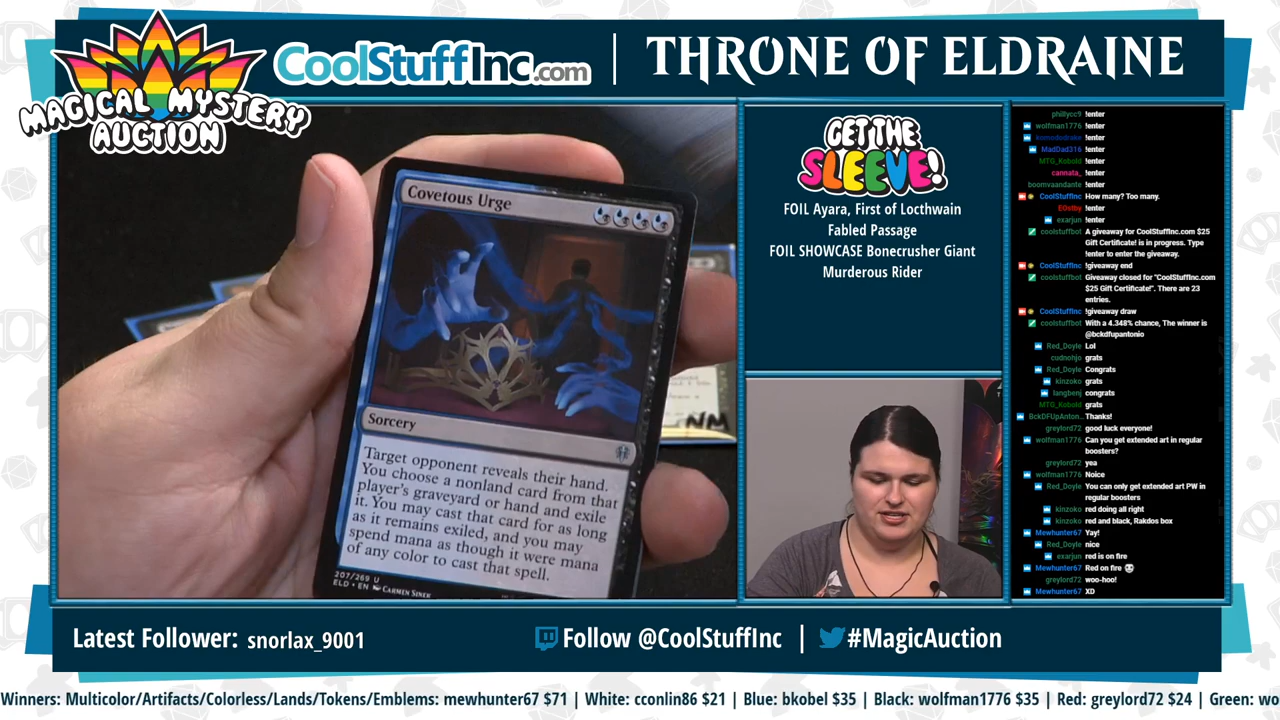 MAGICAL MYSTERY
AUCTION
CoolStuffInc.com
THRONE OF ELDRAINE
Covetous Urge
Sorcery
Target opponent reveals their hand.
You choose a nonland card from that
player's graveyard or hand and exile
it. You may cast that card for as long
as it remains exiled, and you may
spend mana as though it were mana
of any color to cast that spell.
207/269 U
ELD • EN
NM
GET THE
SLEEVE!
FOIL Ayara, First of Locthwain
Fabled Passage
FOIL SHOWCASE Bonecrusher Giant
Murderous Rider
phillycc9 !enter
wolfman1776 !enter
komododrake !enter
MadDad316 !enter
MTG_Kobold !enter
cannata_ !enter
boomvaandante !enter
CoolStuffInc How many? Too many.
EOstby !enter
exarjun !enter
coolstuffbot A giveaway for CoolStuffInc.com $25
Gift Certificate! is in progress. Type
!enter to enter the giveaway.
CoolStuffInc !giveaway end
coolstuffbot Giveaway closed for "CoolStuffInc.com
$25 Gift Certificate!". There are 23
entries.
CoolStuffInc !giveaway draw
coolstuffbot With a 4.348% chance, The winner is
@bckdfupantonio
Red_Doyle Lol
cudnohjo grats
Red_Doyle Congrats
kinzoko grats
langbenj congrats
MTG_Kobold grats
BckDFUpAnton... Thanks!
greylord72 good luck everyone!
wolfman1776 Can you get extended art in regular
boosters?
greylord72 yea
wolfman1776 Noice
Red_Doyle You can only get extended art PW in
regular boosters
kinzoko red doing all right
kinzoko red and black, Rakdos box
Mewhunter67 Yay!
Red_Doyle nice
exarjun red is on fire
Mewhunter67 Red on fire
greylord72 woo-hoo!
Mewhunter67 XD
Latest Follower: snorlax_9001
Follow @CoolStuffInc | #MagicAuction
Winners: Multicolor/Artifacts/Colorless/Lands/Tokens/Emblems: mewhunter67 $71 | White: cconlin86 $21 | Blue: bkobel $35 | Black: wolfman1776 $35 | Red: greylord72 $24 | Green: wo